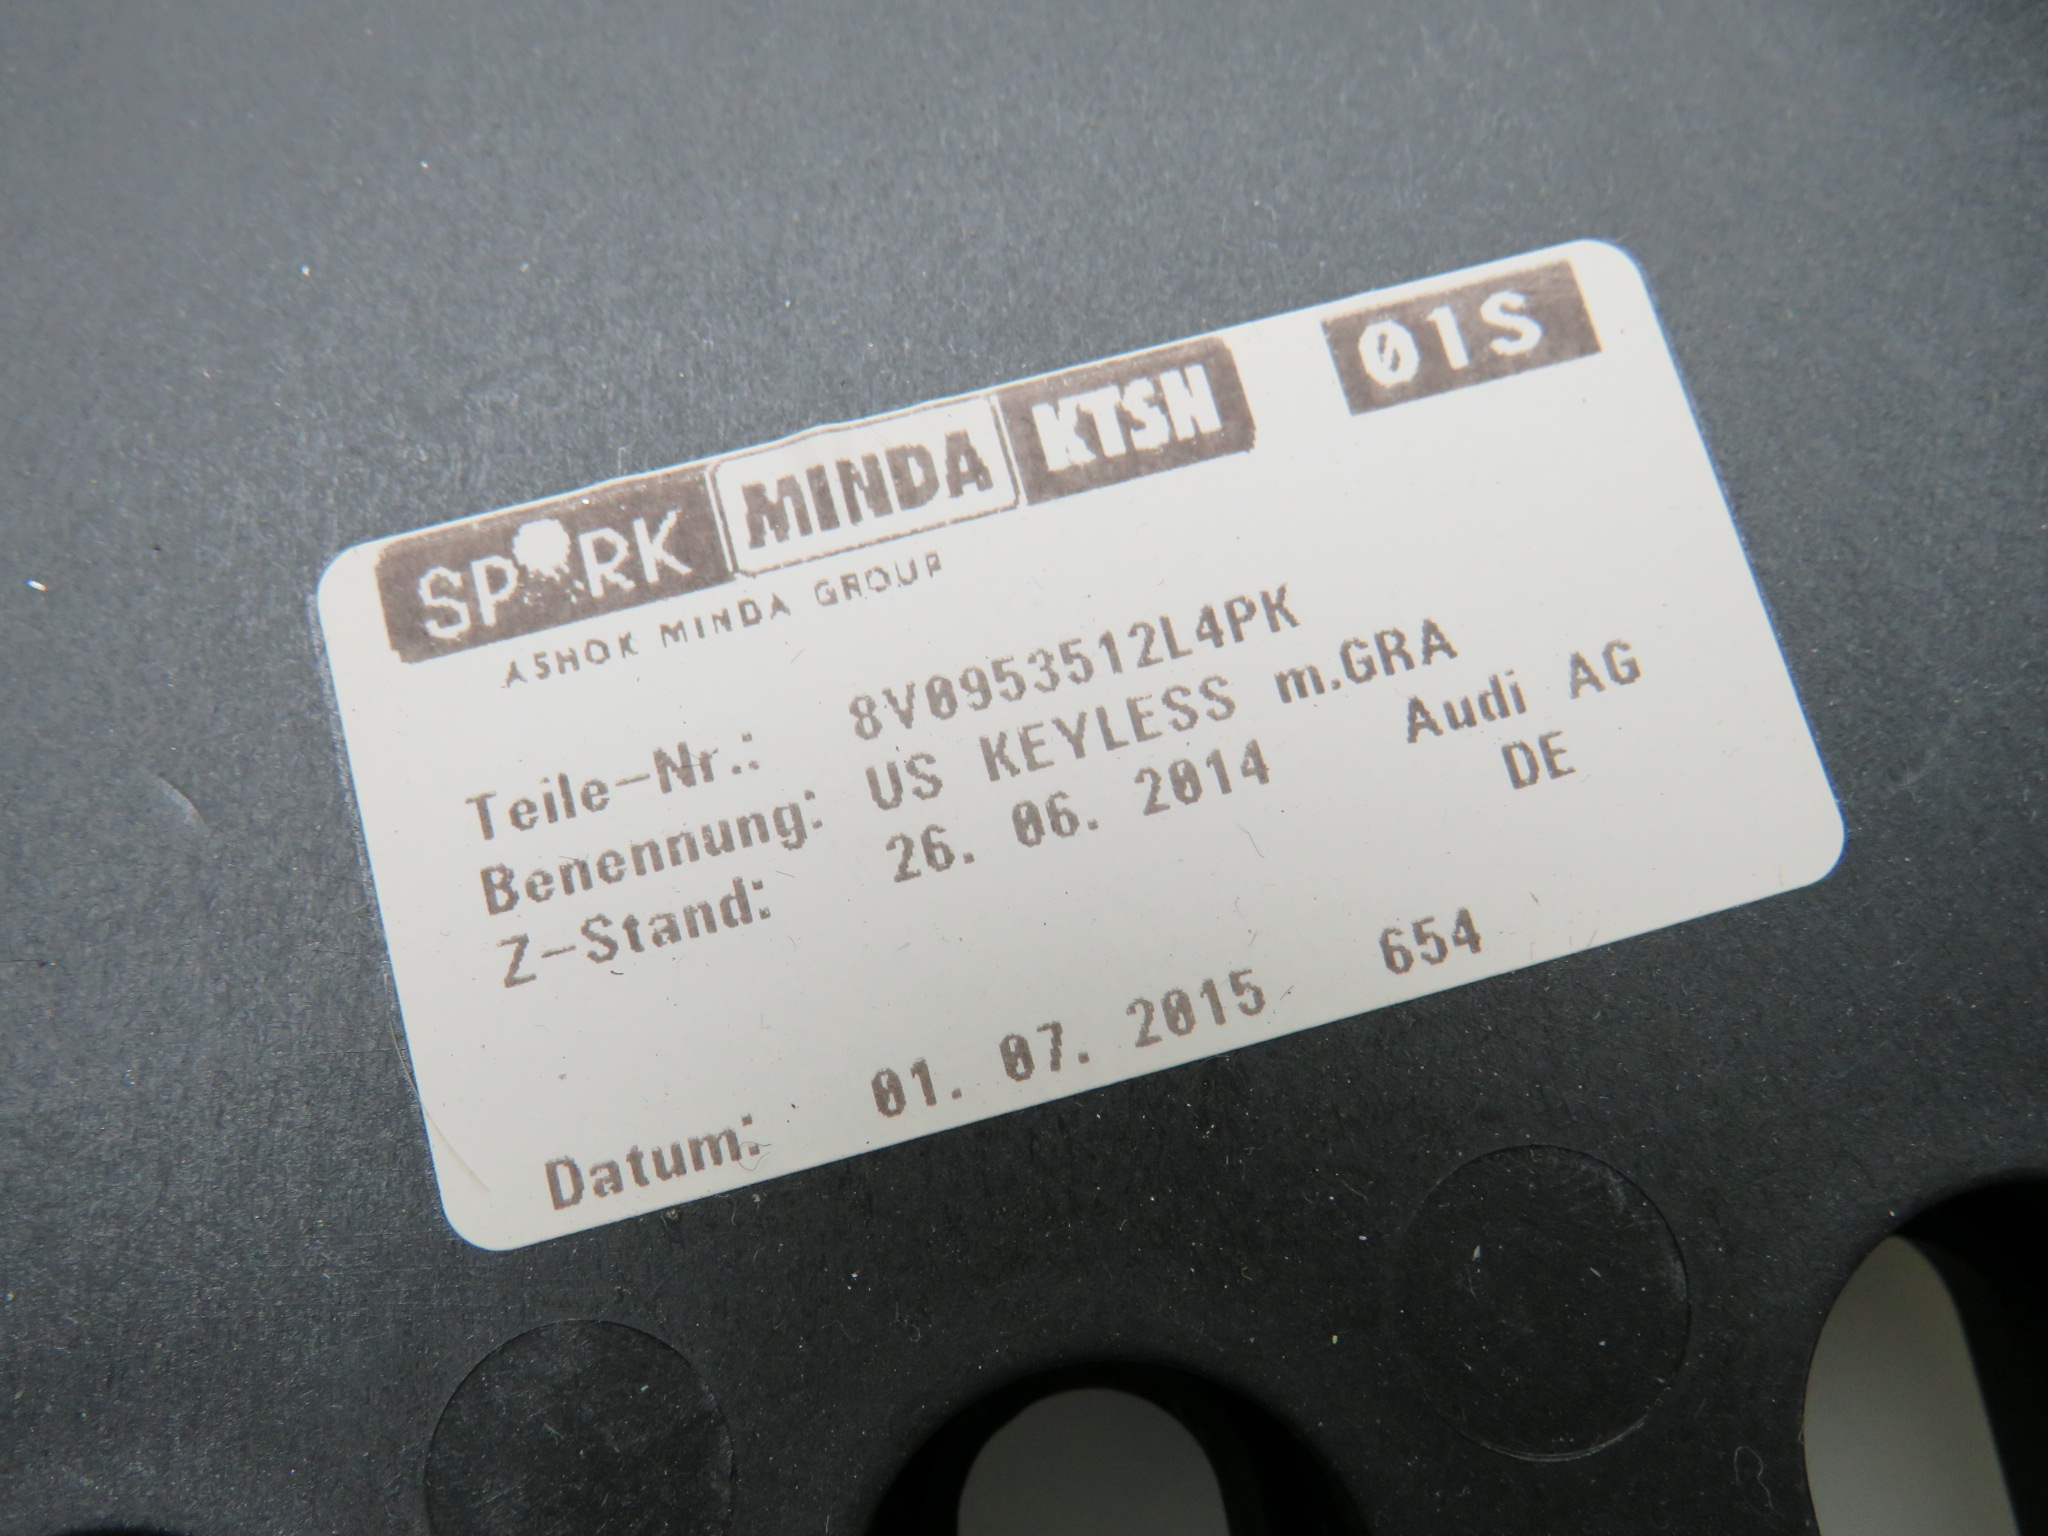 SPARK MINDA KTSN 01S
ASHOK MINDA GROUP
Teile-Nr.: 8V0953512L4PK
Benennung: US KEYLESS m.GRA
Z-Stand: 26. 06. 2014 Audi AG
DE
Datum: 01. 07. 2015 654